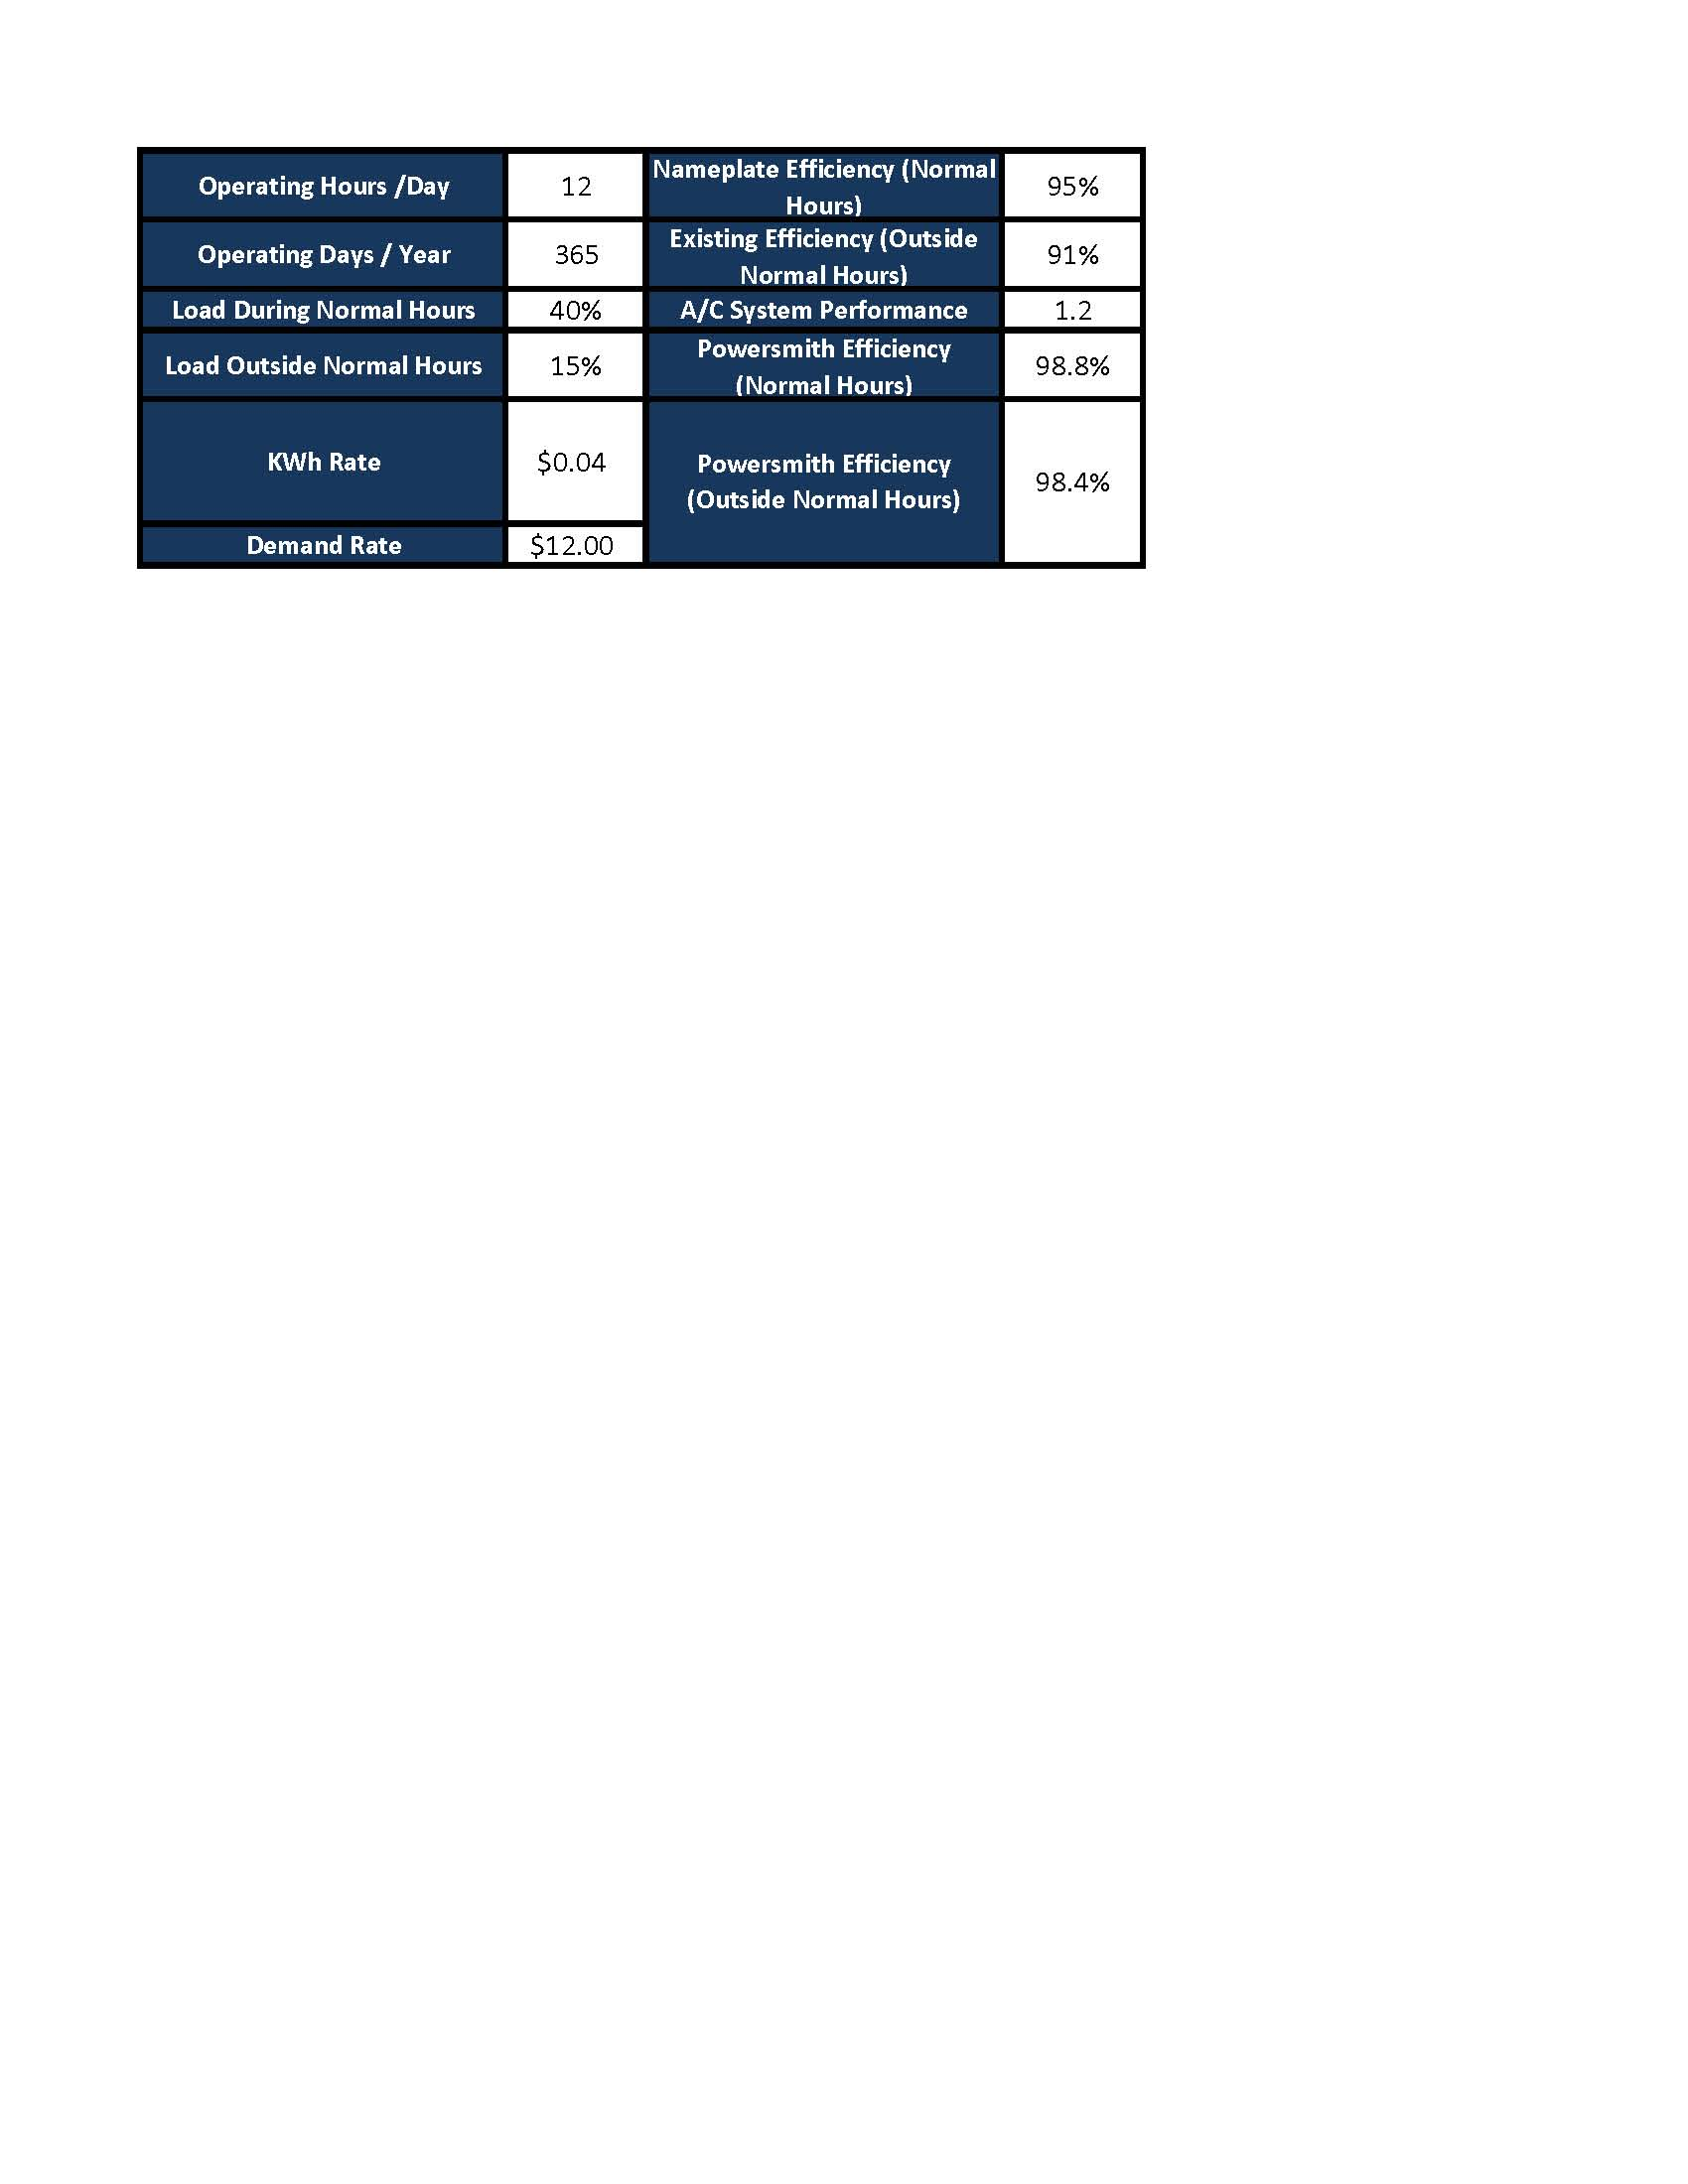 Operating Hours /Day 12 Nameplate Efficiency (Normal
Hours) 95%
Operating Days / Year 365 Existing Efficiency (Outside
Normal Hours) 91%
Load During Normal Hours 40% A/C System Performance 1.2
Load Outside Normal Hours 15% Powersmith Efficiency
(Normal Hours) 98.8%
KWh Rate $0.04 Powersmith Efficiency
(Outside Normal Hours) 98.4%
Demand Rate $12.00